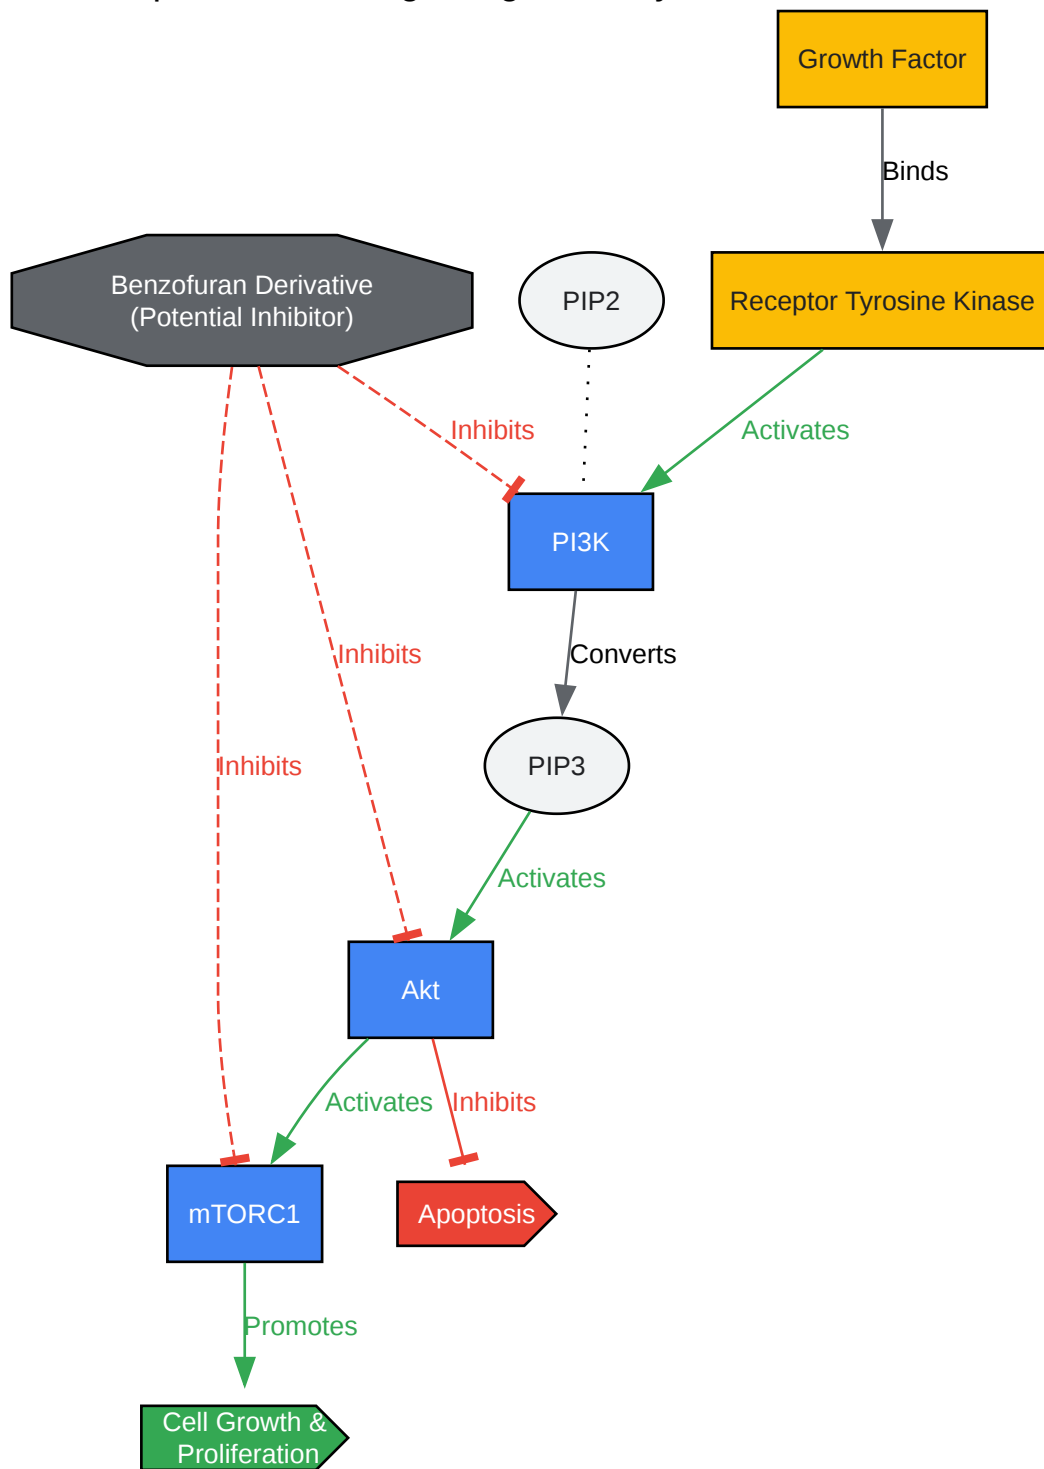 Growth Factor
Binds
Benzofuran Derivative
(Potential Inhibitor)
PIP2
Receptor Tyrosine Kinase
Inhibits
Activates
PI3K
Inhibits
Converts
Inhibits
PIP3
Activates
Akt
Activates
Inhibits
mTORC1
Apoptosis
Promotes
Cell Growth &
Proliferation